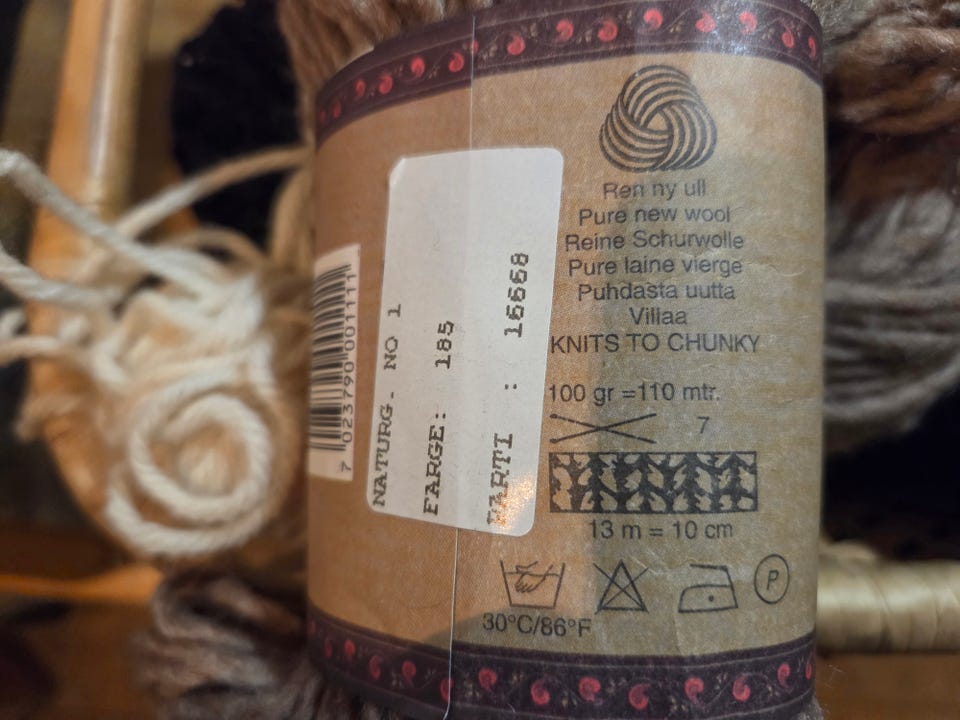 Ren ny ull
Pure new wool
Reine Schurwolle
Pure laine vierge
Puhdasta uutta
Villaa
KNITS TO CHUNKY
100 gr =110 mtr.
7
13 m = 10 cm
30°C/86°F
P
NATURG. NO 1
FARGE: 185
PARTI : 16668
7 023790 001111